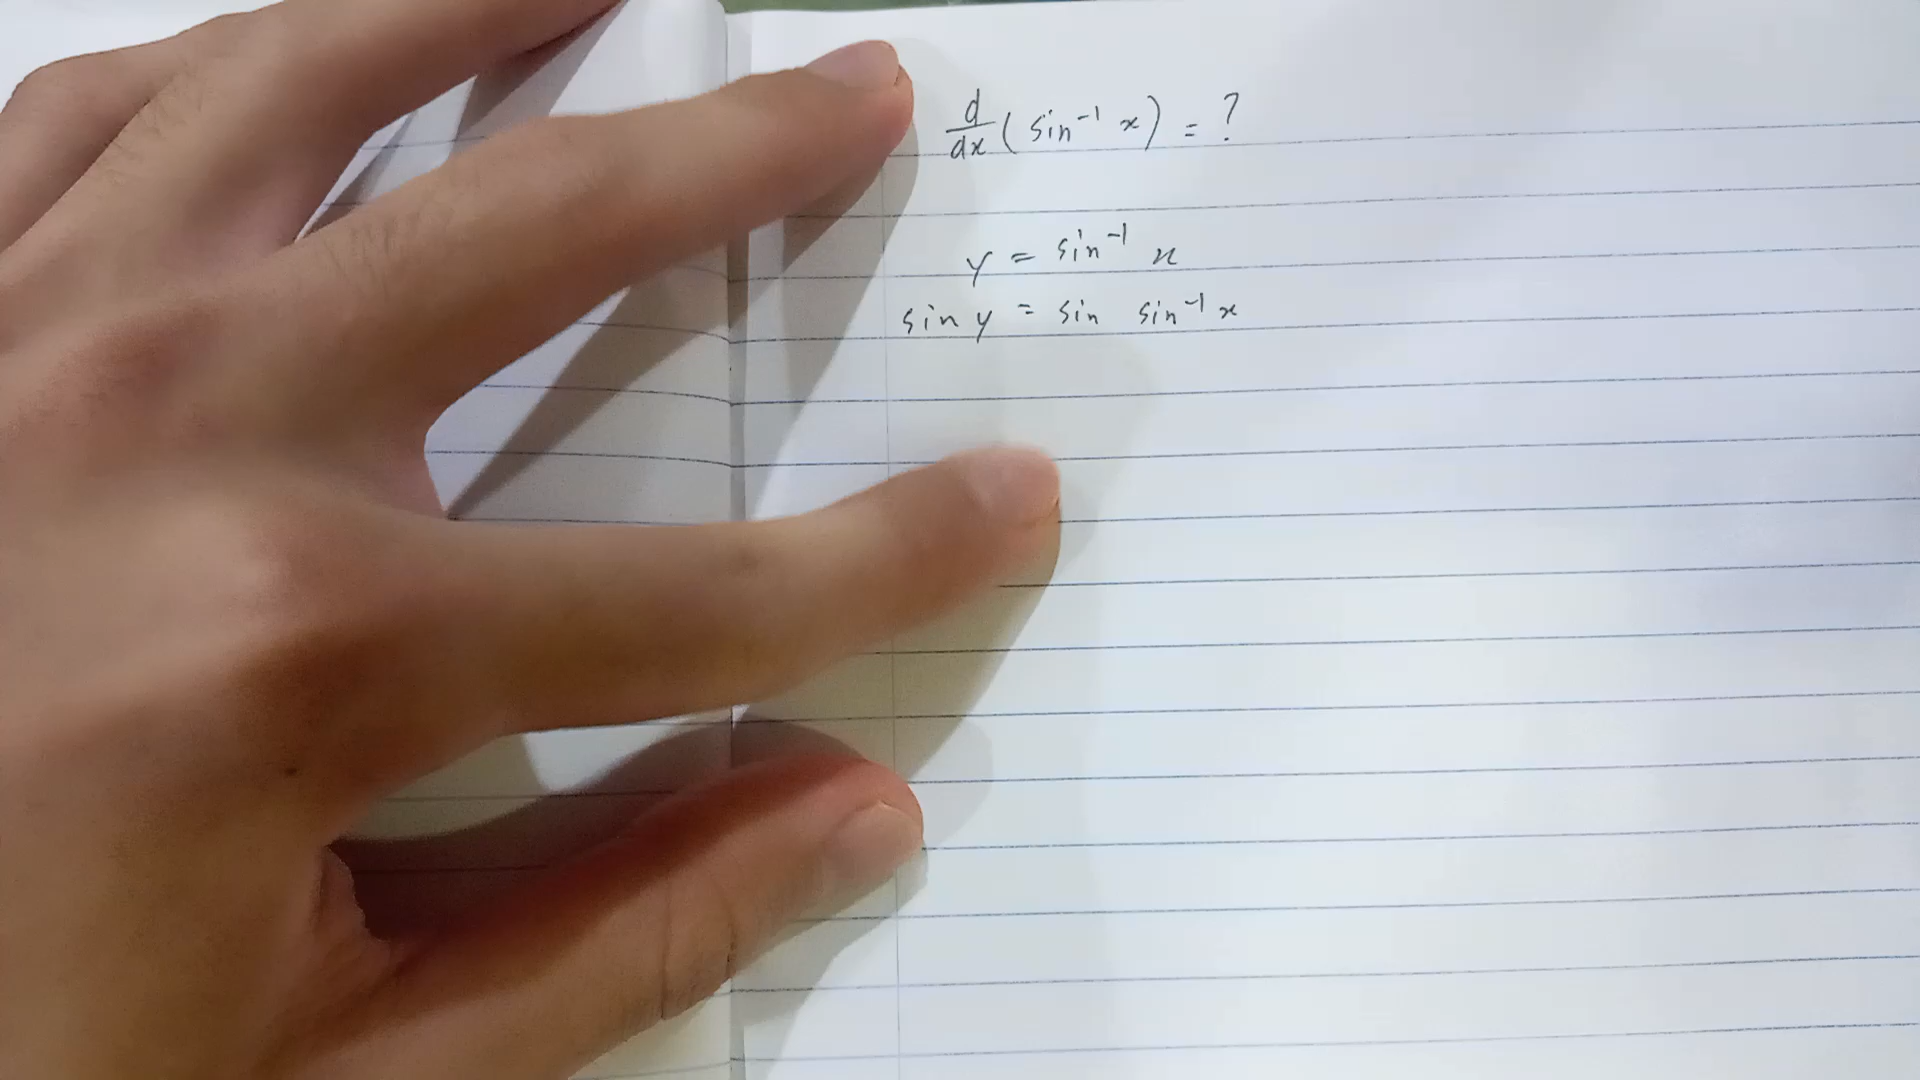 d/dx (sin⁻¹ x) = ?
y = sin⁻¹ x
sin y = sin sin⁻¹ x